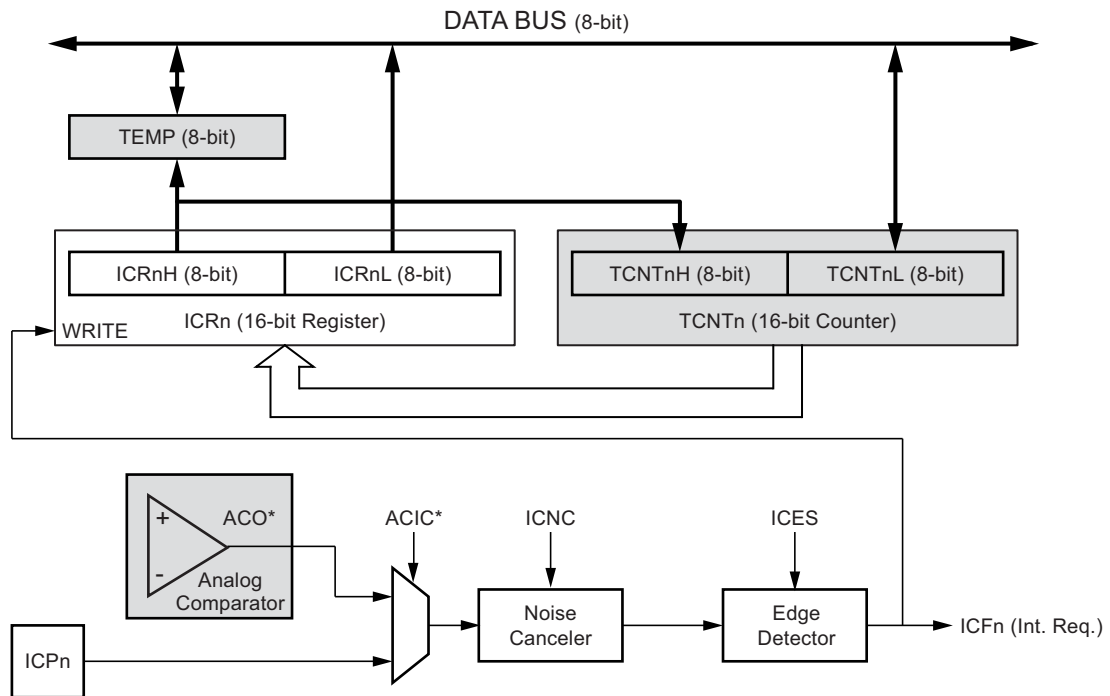 DATA BUS (8-bit)
TEMP (8-bit)
ICRnH (8-bit)
ICRnL (8-bit)
TCNTnH (8-bit)
TCNTnL (8-bit)
WRITE
ICRn (16-bit Register)
TCNTn (16-bit Counter)
+
-
ACO*
Analog
Comparator
ACIC*
ICNC
ICES
Noise
Canceler
Edge
Detector
ICFn (Int. Req.)
ICPn